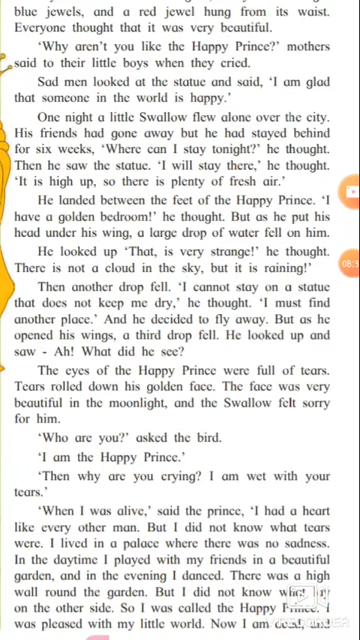 blue jewels, and a red jewel hung from its waist.
Everyone thought that it was very beautiful.
‘Why aren’t you like the Happy Prince?’ mothers
said to their little boys when they cried.
Sad men looked at the statue and said, ‘I am glad
that someone in the world is happy.’
One night a little Swallow flew alone over the city.
His friends had gone away but he had stayed behind
for six weeks, ‘Where can I stay tonight?’ he thought.
Then he saw the statue. ‘I will stay there,’ he thought.
‘It is high up, so there is plenty of fresh air.’
He landed between the feet of the Happy Prince. ‘I
have a golden bedroom!’ he thought. But as he put his
head under his wing, a large drop of water fell on him.
He looked up ‘That, is very strange!’ he thought.
There is not a cloud in the sky, but it is raining!’
Then another drop fell. ‘I cannot stay on a statue
that does not keep me dry,’ he thought. ‘I must find
another place.’ And he decided to fly away. But as he
opened his wings, a third drop fell. He looked up and
saw - Ah! What did he see?
The eyes of the Happy Prince were full of tears.
Tears rolled down his golden face. The face was very
beautiful in the moonlight, and the Swallow felt sorry
for him.
‘Who are you?’ asked the bird.
‘I am the Happy Prince.’
‘Then why are you crying? I am wet with your
tears.’
‘When I was alive,’ said the prince, ‘I had a heart
like every other man. But I did not know what tears
were. I lived in a palace where there was no sadness.
In the daytime I played with my friends in a beautiful
garden, and in the evening I danced. There was a high
wall round the garden. But I did not know what
on the other side. So I was called the Happy Prince. I
was pleased with my little world. Now I am dead, and
08:3
RECORDER